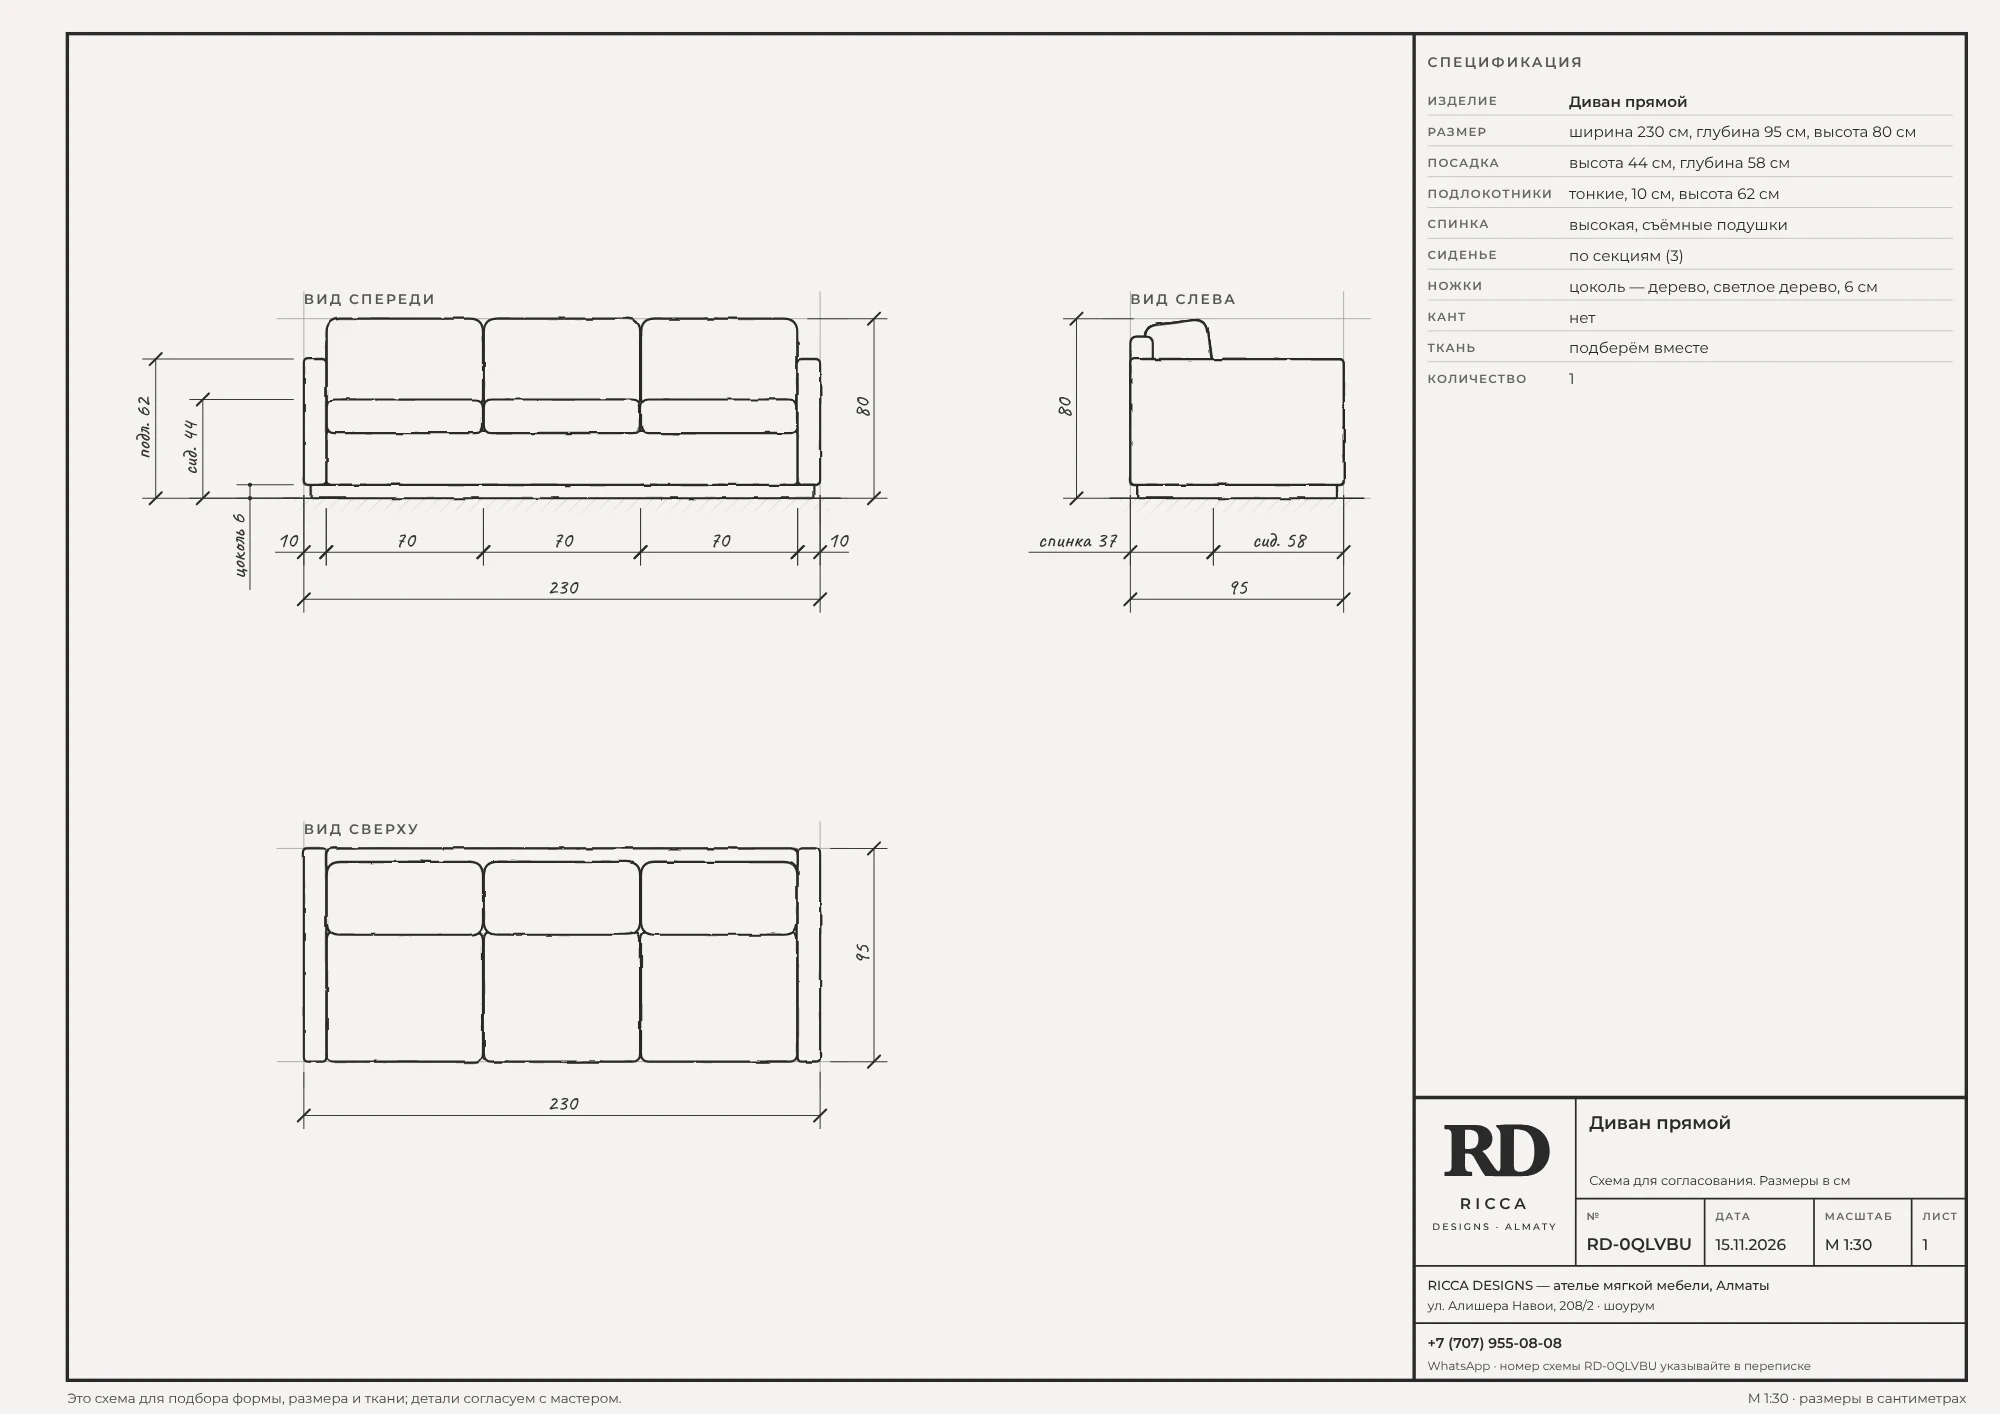 СПЕЦИФИКАЦИЯ
ИЗДЕЛИЕ Диван прямой
РАЗМЕР ширина 230 см, глубина 95 см, высота 80 см
ПОСАДКА высота 44 см, глубина 58 см
ПОДЛОКОТНИКИ тонкие, 10 см, высота 62 см
СПИНКА высокая, съёмные подушки
СИДЕНЬЕ по секциям (3)
НОЖКИ цоколь — дерево, светлое дерево, 6 см
КАНТ нет
ТКАНЬ подберём вместе
КОЛИЧЕСТВО 1
ВИД СПЕРЕДИ
подл. 62
сид. 44
цоколь 6
80
10 70 70 70 10
230
ВИД СЛЕВА
80
спинка 37 сид. 58
95
ВИД СВЕРХУ
95
230
RD
RICCA
DESIGNS · ALMATY
Диван прямой
Схема для согласования. Размеры в см
№ ДАТА МАСШТАБ ЛИСТ
RD-0QLVBU 15.11.2026 М 1:30 1
RICCA DESIGNS — ателье мягкой мебели, Алматы
ул. Алишера Навои, 208/2 · шоурум
+7 (707) 955-08-08
WhatsApp · номер схемы RD-0QLVBU указывайте в переписке
Это схема для подбора формы, размера и ткани; детали согласуем с мастером.
М 1:30 · размеры в сантиметрах